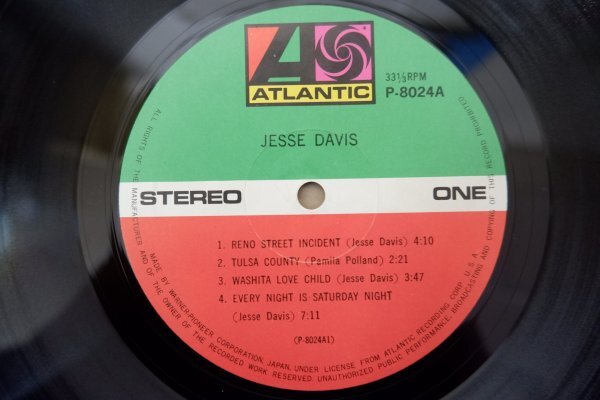 ATLANTIC
33⅓RPM
P-8024A
JESSE DAVIS
STEREO
ONE
1. RENO STREET INCIDENT (Jesse Davis) 4:10
2. TULSA COUNTY (Pamila Polland) 2:21
3. WASHITA LOVE CHILD (Jesse Davis) 3:47
4. EVERY NIGHT IS SATURDAY NIGHT
(Jesse Davis) 7:11
(P-8024A1)
MADE BY WARNER-PIONEER CORPORATION, JAPAN, UNDER LICENSE FROM ATLANTIC RECORDING CORP. U.S.A.
ALL RIGHTS OF THE MANUFACTURER AND OF THE OWNER OF THE RECORDED WORK RESERVED. UNAUTHORIZED PUBLIC PERFORMANCE, BROADCASTING AND COPYING OF THIS RECORD PROHIBITED